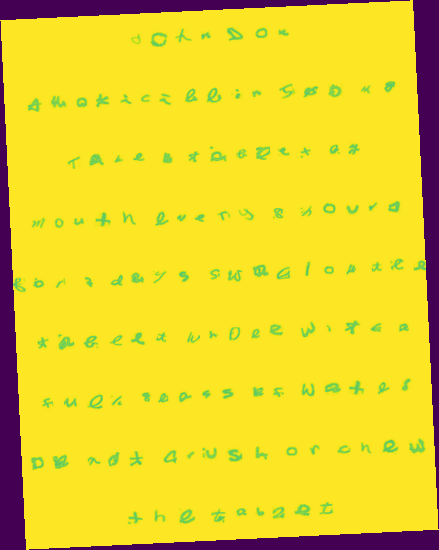 JOhn DOe
AmOxicillin 500 mg
TAke tablet by
mouth every 8 hours
for 7 days swallow the
tablet whole with a
full glass of water
DO not crush or chew
the tablet